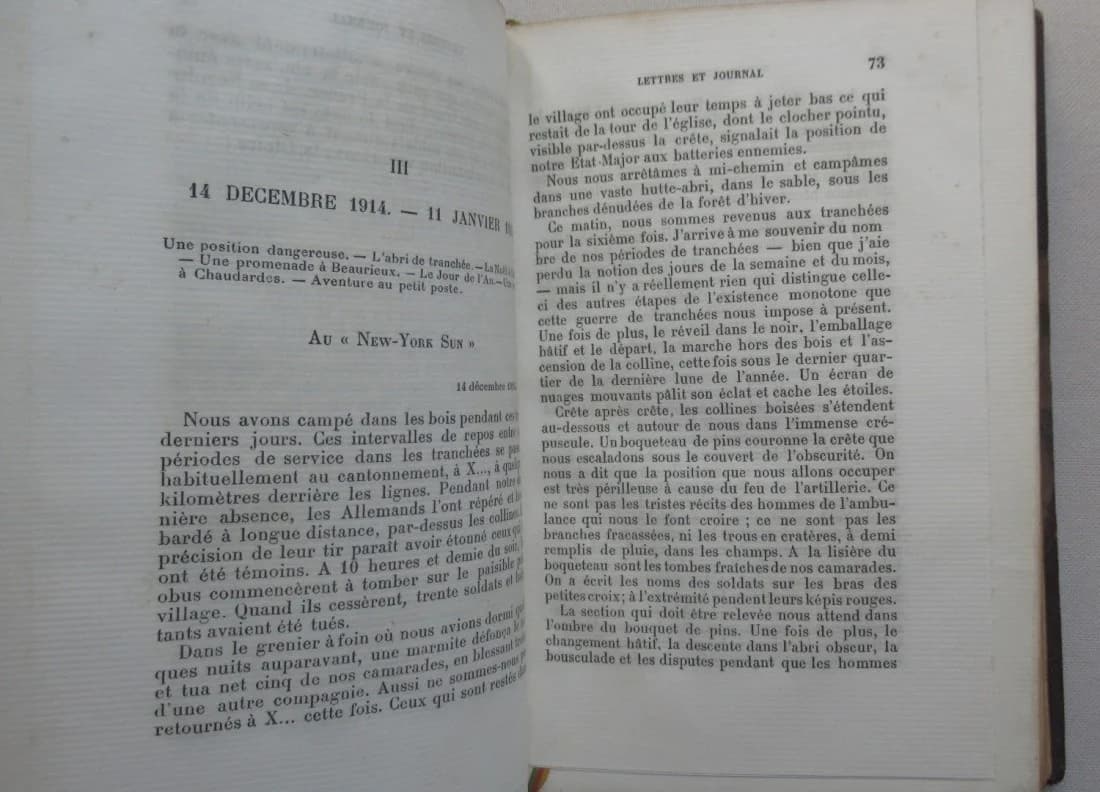 III
14 DECEMBRE 1914. — 11 JANVIER
Une position dangereuse. — L'abri de tranchée. — La
— Une promenade à Beaurieux. — Le Jour de l'An. —
à Chaudardes. — Aventure au petit poste.
AU « NEW-YORK SUN »
14 décembre
Nous avons campé dans les bois pendant ces
derniers jours. Ces intervalles de repos entre
périodes de service dans les tranchées se
habituellement au cantonnement, à X..., à
kilomètres derrière les lignes. Pendant notre
nière absence, les Allemands l'ont répéré et
bardé à longue distance, par-dessus les collines.
précision de leur tir paraît avoir étonné ceux
ont été témoins. A 10 heures et demie du soir,
obus commencèrent à tomber sur le paisible
village. Quand ils cessèrent, trente soldats et
tants avaient été tués.
Dans le grenier à foin où nous avions dormi
ques nuits auparavant, une marmite défonça le
et tua net cinq de nos camarades, en blessant
d'une autre compagnie. Aussi ne sommes-nous
retournés à X... cette fois. Ceux qui sont restés
LETTRES ET JOURNAL
73
le village ont occupé leur temps à jeter bas ce qui
restait de la tour de l'église, dont le clocher pointu,
visible par-dessus la crête, signalait la position de
notre Etat-Major aux batteries ennemies.
Nous nous arrêtâmes à mi-chemin et campâmes
dans une vaste hutte-abri, dans le sable, sous les
branches dénudées de la forêt d'hiver.
Ce matin, nous sommes revenus aux tranchées
pour la sixième fois. J'arrive à me souvenir du nom
bre de nos périodes de tranchées — bien que j'aie
perdu la notion des jours de la semaine et du mois,
— mais il n'y a réellement rien qui distingue celle-
ci des autres étapes de l'existence monotone que
cette guerre de tranchées nous impose à présent.
Une fois de plus, le réveil dans le noir, l'emballage
hâtif et le départ, la marche hors des bois et l'as-
cension de la colline, cette fois sous le dernier quar-
tier de la dernière lune de l'année. Un écran de
nuages mouvants pâlit son éclat et cache les étoiles.
Crête après crête, les collines boisées s'étendent
au-dessous et autour de nous dans l'immense cré-
puscule. Un boqueteau de pins couronne la crête que
nous escaladons sous le couvert de l'obscurité. On
nous a dit que la position que nous allons occuper
est très périlleuse à cause du feu de l'artillerie. Ce
ne sont pas les tristes récits des hommes de l'ambu-
lance qui nous le font croire ; ce ne sont pas les
branches fracassées, ni les trous en cratères, à demi
remplis de pluie, dans les champs. A la lisière du
boqueteau sont les tombes fraîches de nos camarades.
On a écrit les noms des soldats sur les bras des
petites croix ; à l'extrémité pendent leurs képis rouges.
La section qui doit être relevée nous attend dans
l'ombre du bouquet de pins. Une fois de plus, le
changement hâtif, la descente dans l'abri obscur, la
bousculade et les disputes pendant que les hommes